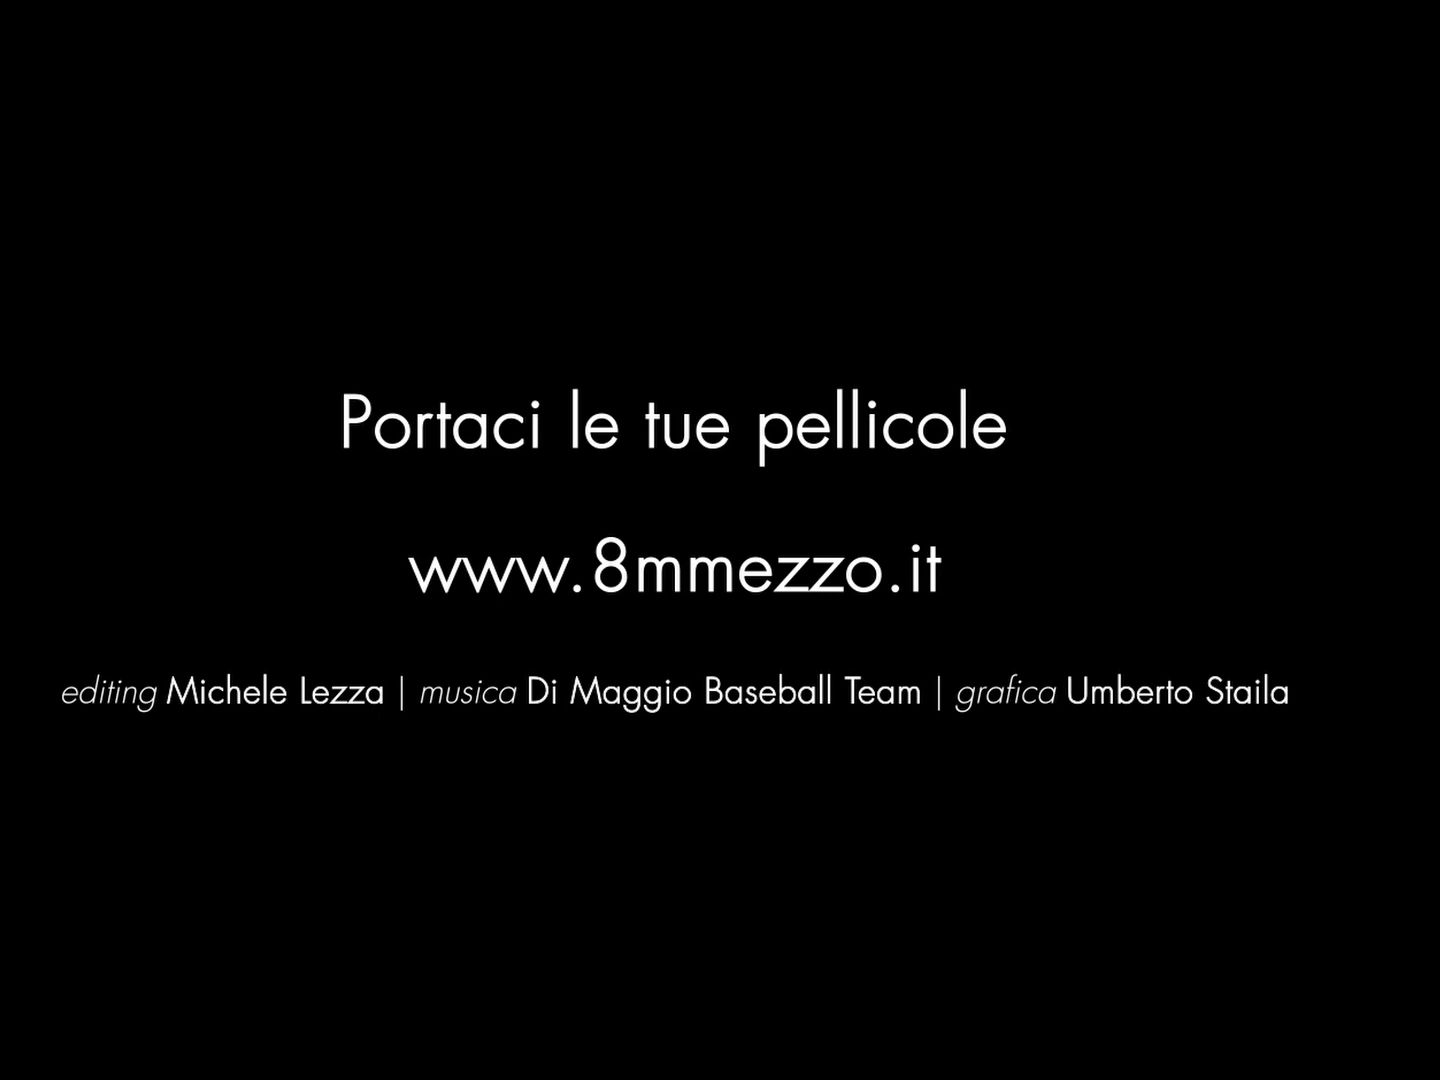 Portaci le tue pellicole
www.8mmezzo.it
editing Michele Lezza | musica Di Maggio Baseball Team | grafica Umberto Staila